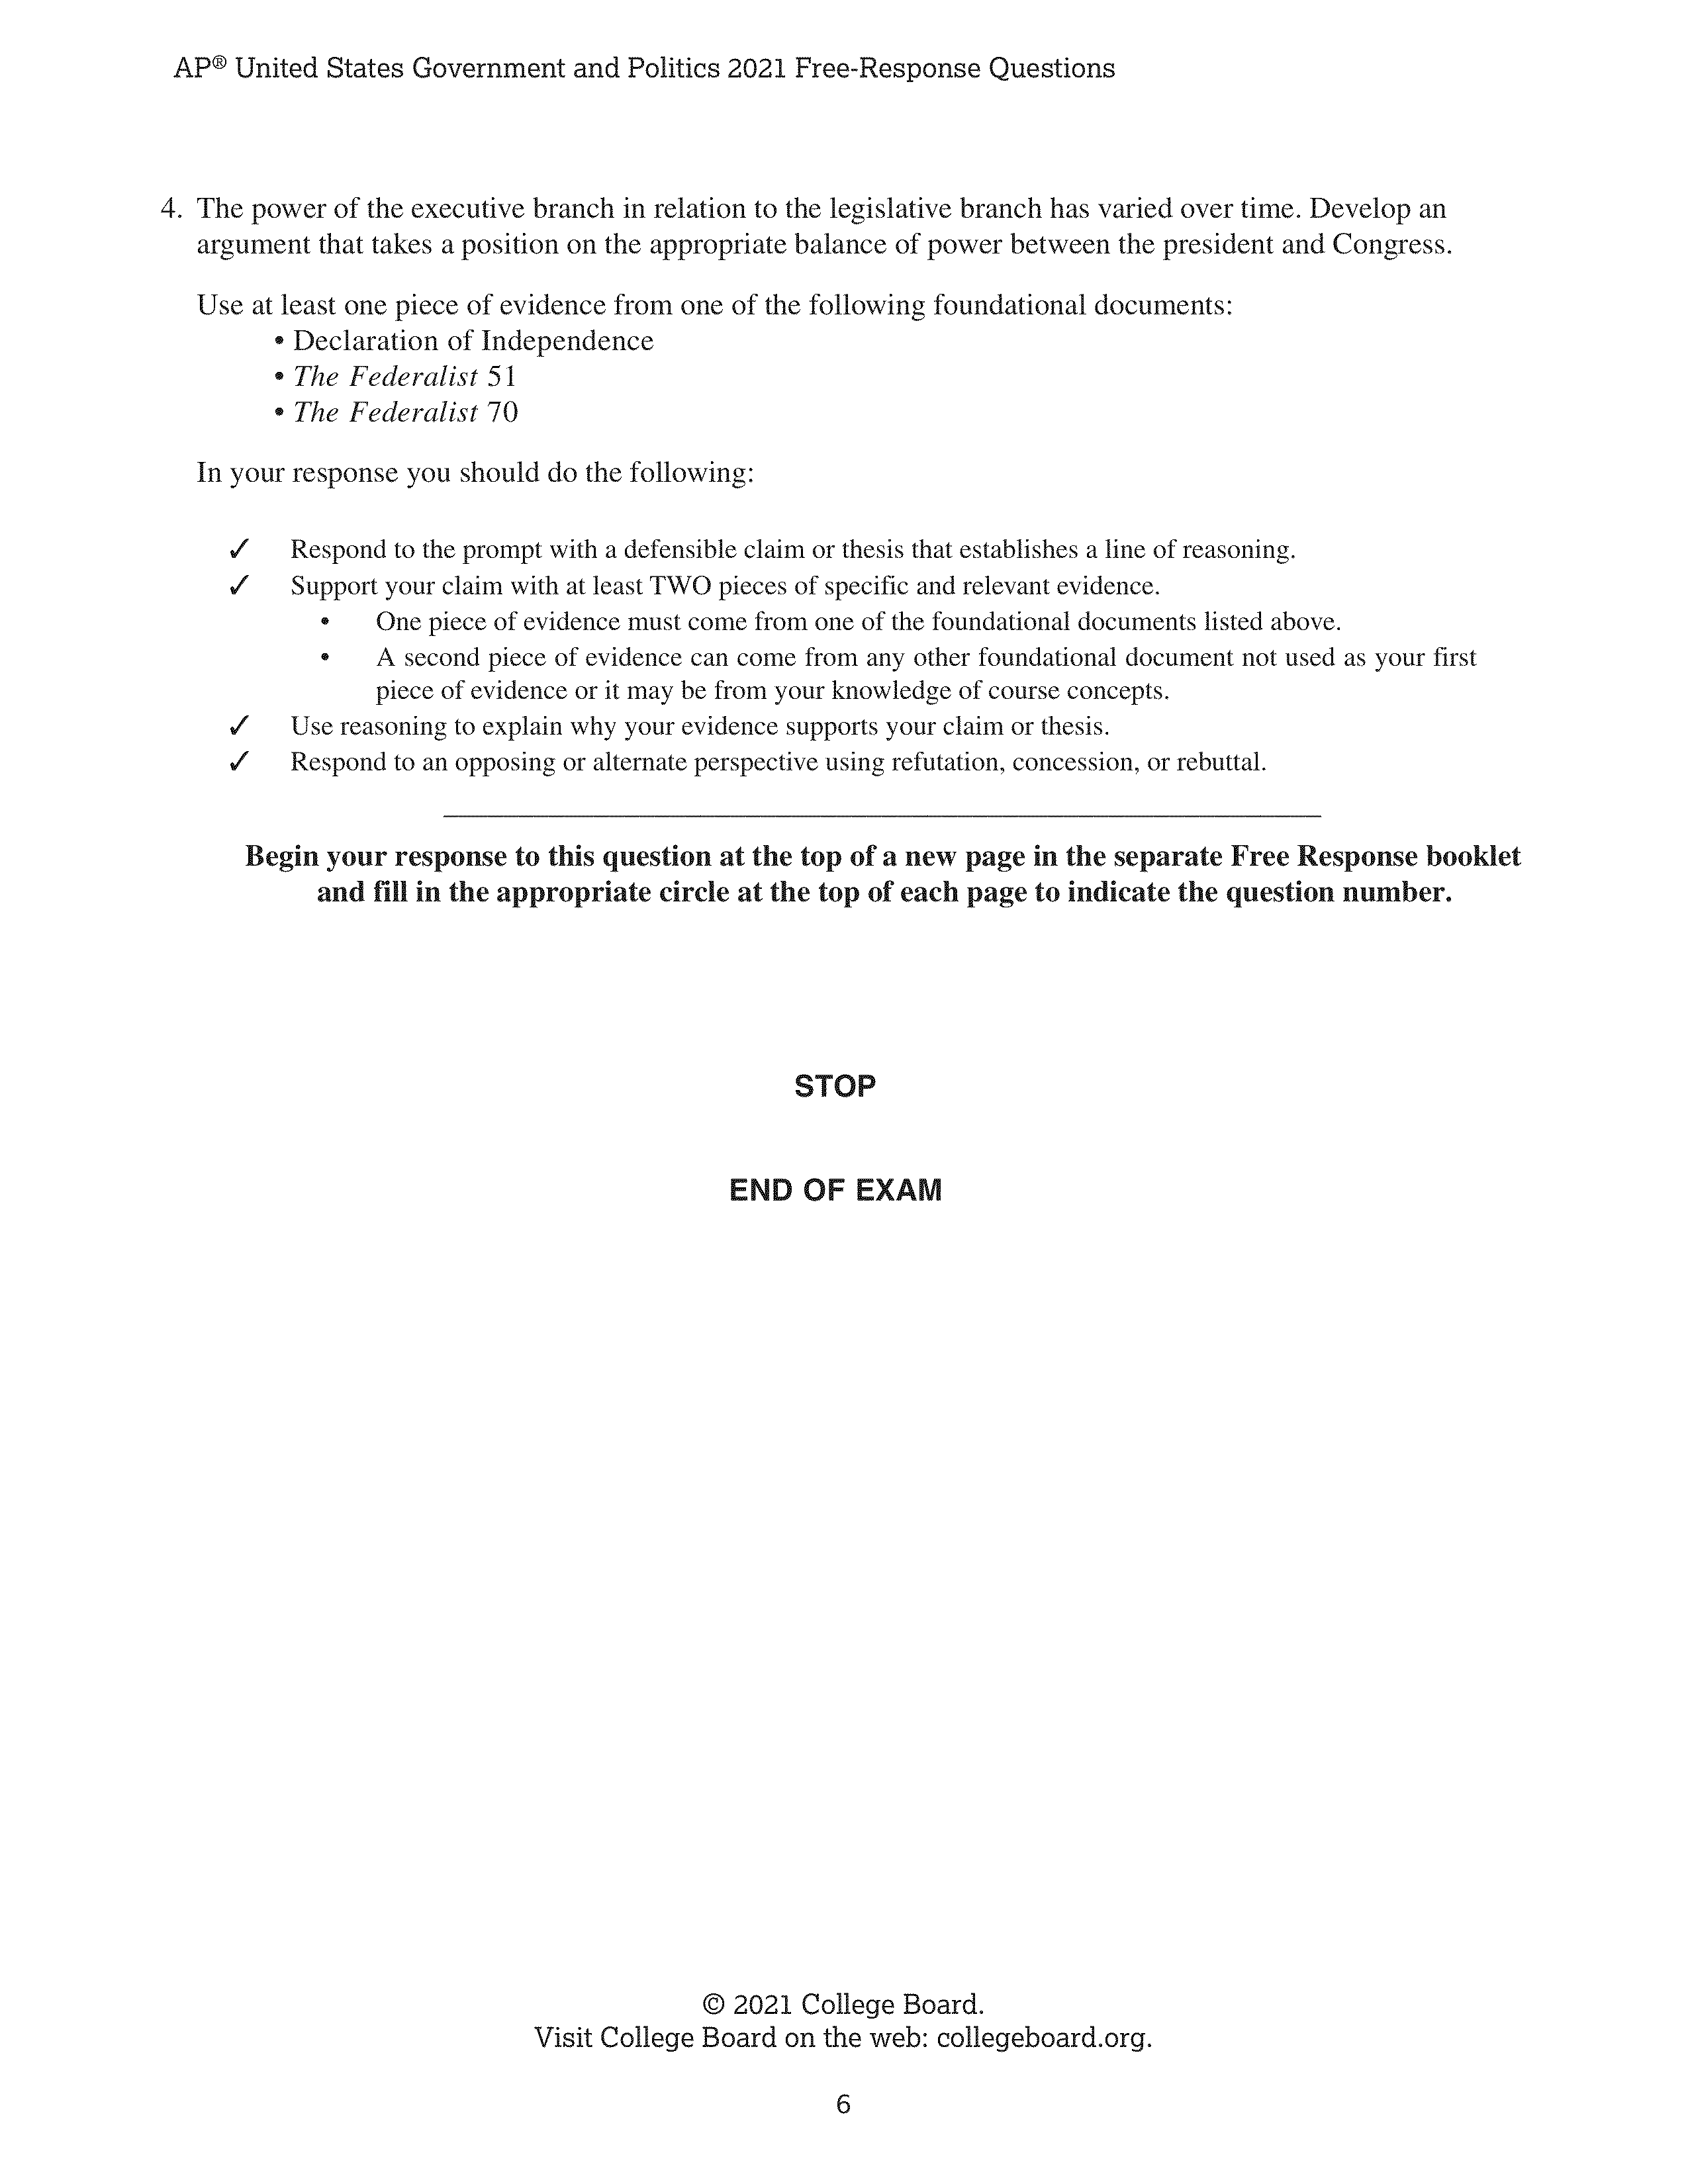 AP® United States Government and Politics 2021 Free-Response Questions
4. The power of the executive branch in relation to the legislative branch has varied over time. Develop an
argument that takes a position on the appropriate balance of power between the president and Congress.
Use at least one piece of evidence from one of the following foundational documents:
• Declaration of Independence
• The Federalist 51
• The Federalist 70
In your response you should do the following:
✓ Respond to the prompt with a defensible claim or thesis that establishes a line of reasoning.
✓ Support your claim with at least TWO pieces of specific and relevant evidence.
• One piece of evidence must come from one of the foundational documents listed above.
• A second piece of evidence can come from any other foundational document not used as your first
piece of evidence or it may be from your knowledge of course concepts.
✓ Use reasoning to explain why your evidence supports your claim or thesis.
✓ Respond to an opposing or alternate perspective using refutation, concession, or rebuttal.
Begin your response to this question at the top of a new page in the separate Free Response booklet
and fill in the appropriate circle at the top of each page to indicate the question number.
STOP
END OF EXAM
© 2021 College Board.
Visit College Board on the web: collegeboard.org.
6